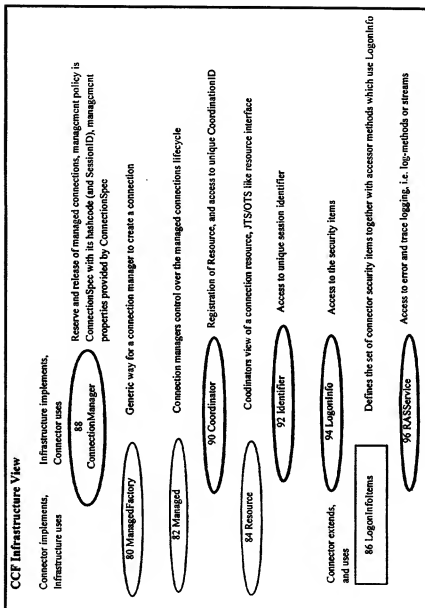 CCF Infrastructure View
Connector implements,
Infrastructure uses
Infrastructure implements,
Connector uses
88
ConnectionManager
Reserve and release of managed connections, management policy is
ConnectionSpec with its hashcode (and SessionID), management
properties provided by ConnectionSpec
80 ManagedFactory
Generic way for a connection manager to create a connection
82 Managed
Connection managers control over the managed connections lifecycle
90 Coordinator
Registration of Resource, and access to unique CoordinationID
84 Resource
Coodinators view of a connection resource, JTS/OTS like resource interface
92 Identifier
Access to unique session identifier
Connector extends,
and uses
94 LogonInfo
Access to the security items
86 LogonInfoItems
Defines the set of connector security items together with accessor methods which use LogonInfo
96 RASService
Access to error and trace logging, i.e. log-methods or streams